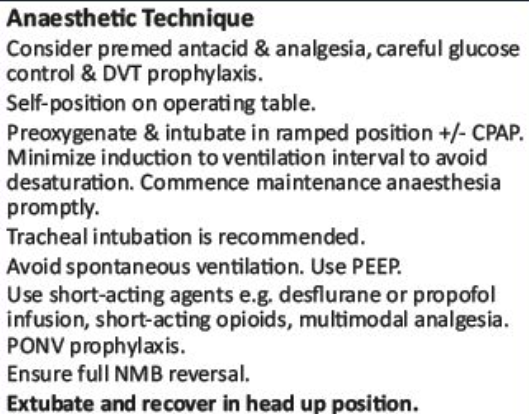 Anaesthetic Technique
Consider premed antacid & analgesia, careful glucose
control & DVT prophylaxis.
Self-position on operating table.
Preoxygenate & intubate in ramped position +/- CPAP.
Minimize induction to ventilation interval to avoid
desaturation. Commence maintenance anaesthesia
promptly.
Tracheal intubation is recommended.
Avoid spontaneous ventilation. Use PEEP.
Use short-acting agents e.g. desflurane or propofol
infusion, short-acting opioids, multimodal analgesia.
PONV prophylaxis.
Ensure full NMB reversal.
Extubate and recover in head up position.